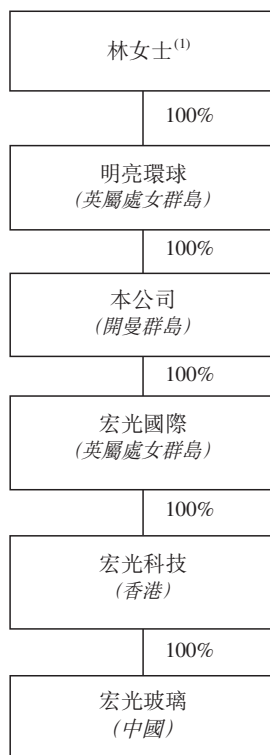 林女士(1)
100%
明亮環球
(英屬處女群島)
100%
本公司
(開曼群島)
100%
宏光國際
(英屬處女群島)
100%
宏光科技
(香港)
100%
宏光玻璃
(中國)